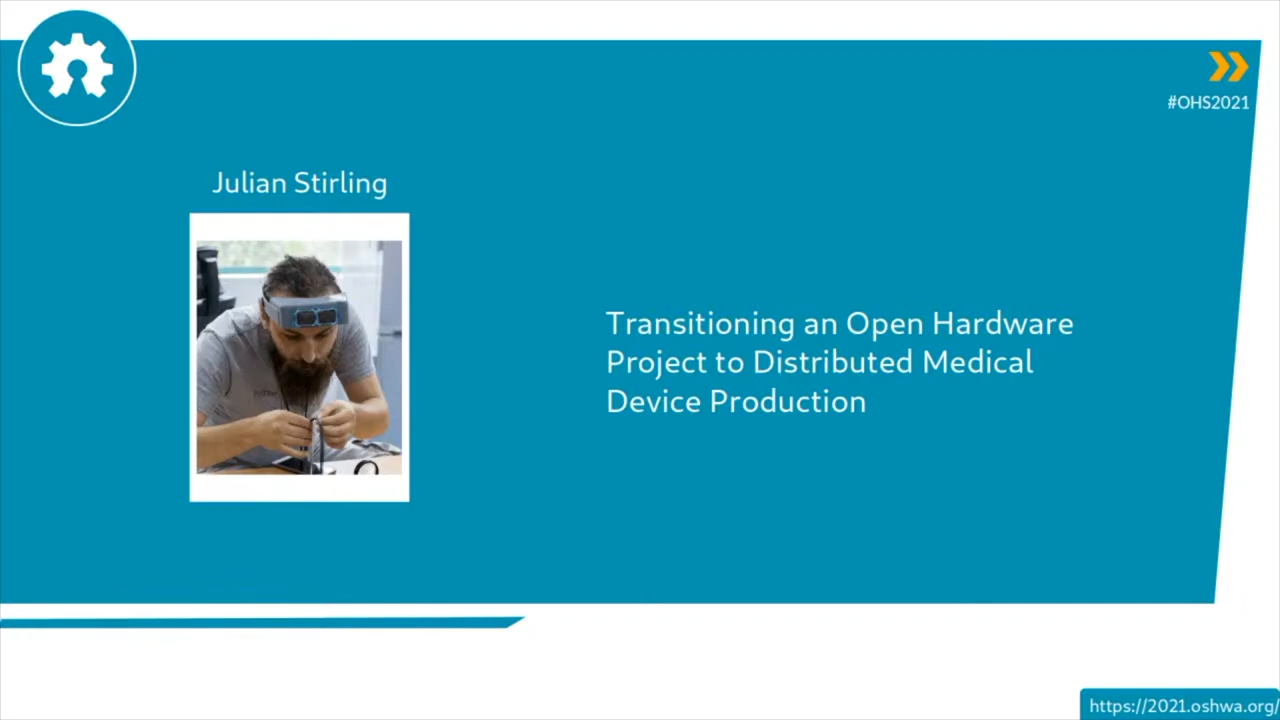 #OHS2021
Julian Stirling
Transitioning an Open Hardware
Project to Distributed Medical
Device Production
https://2021.oshwa.org/